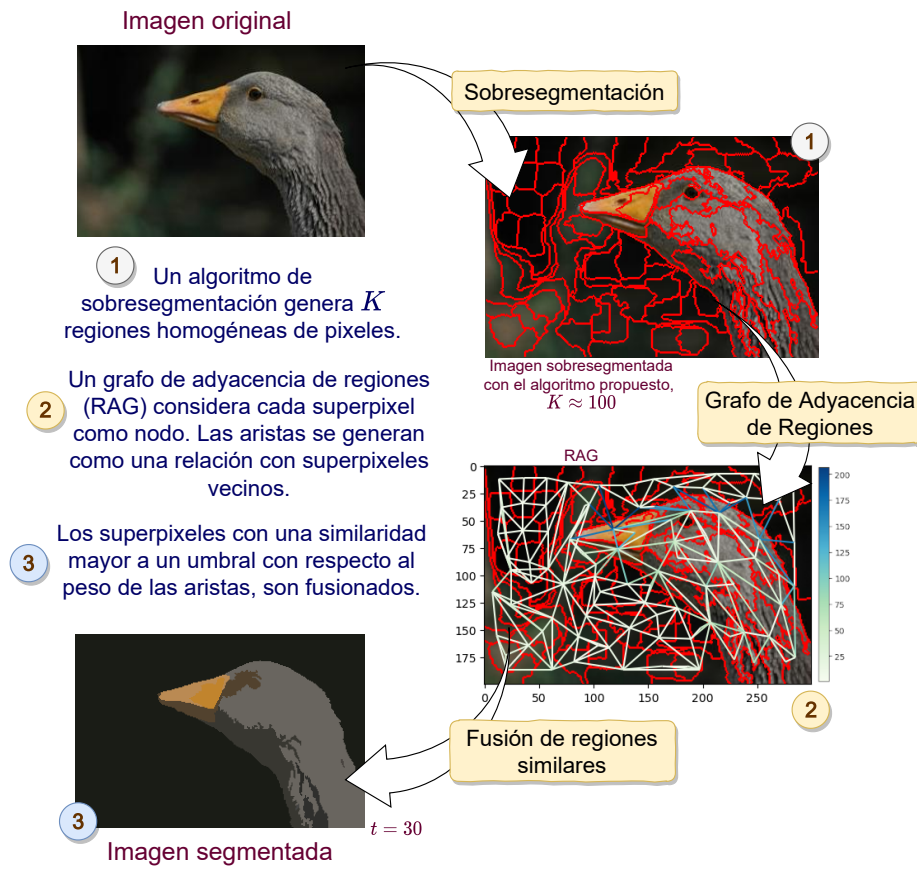 Imagen original
Sobresegmentación
1
1
Un algoritmo de
sobresegmentación genera K
regiones homogéneas de pixeles.
Imagen sobresegmentada
con el algoritmo propuesto,
K ≈ 100
2
Un grafo de adyacencia de regiones
(RAG) considera cada superpixel
como nodo. Las aristas se generan
como una relación con superpixeles
vecinos.
Grafo de Adyacencia
de Regiones
RAG
0
25
50
75
100
125
150
175
0
50
100
150
200
250
200
175
150
125
100
75
50
25
2
3
Los superpixeles con una similaridad
mayor a un umbral con respecto al
peso de las aristas, son fusionados.
Fusión de regiones
similares
3
t = 30
Imagen segmentada